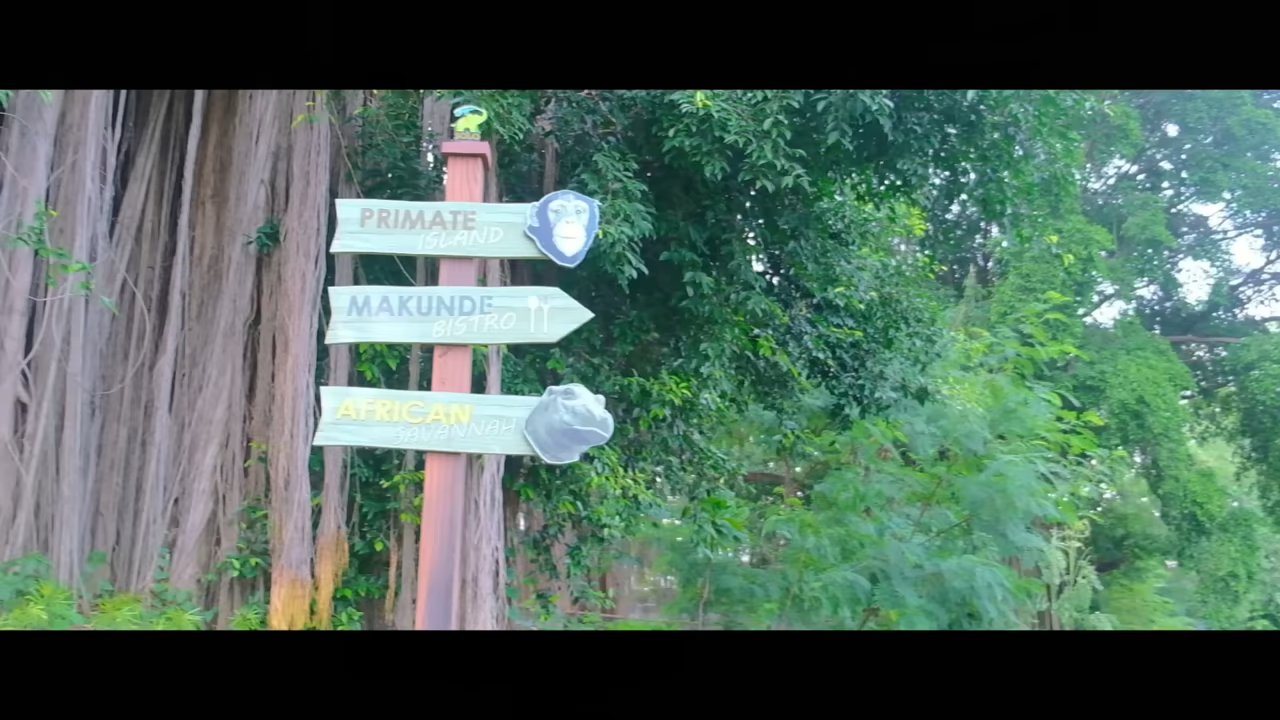 PRIMATE
ISLAND
MAKUNDE
BISTRO
AFRICAN
SAVANNAH